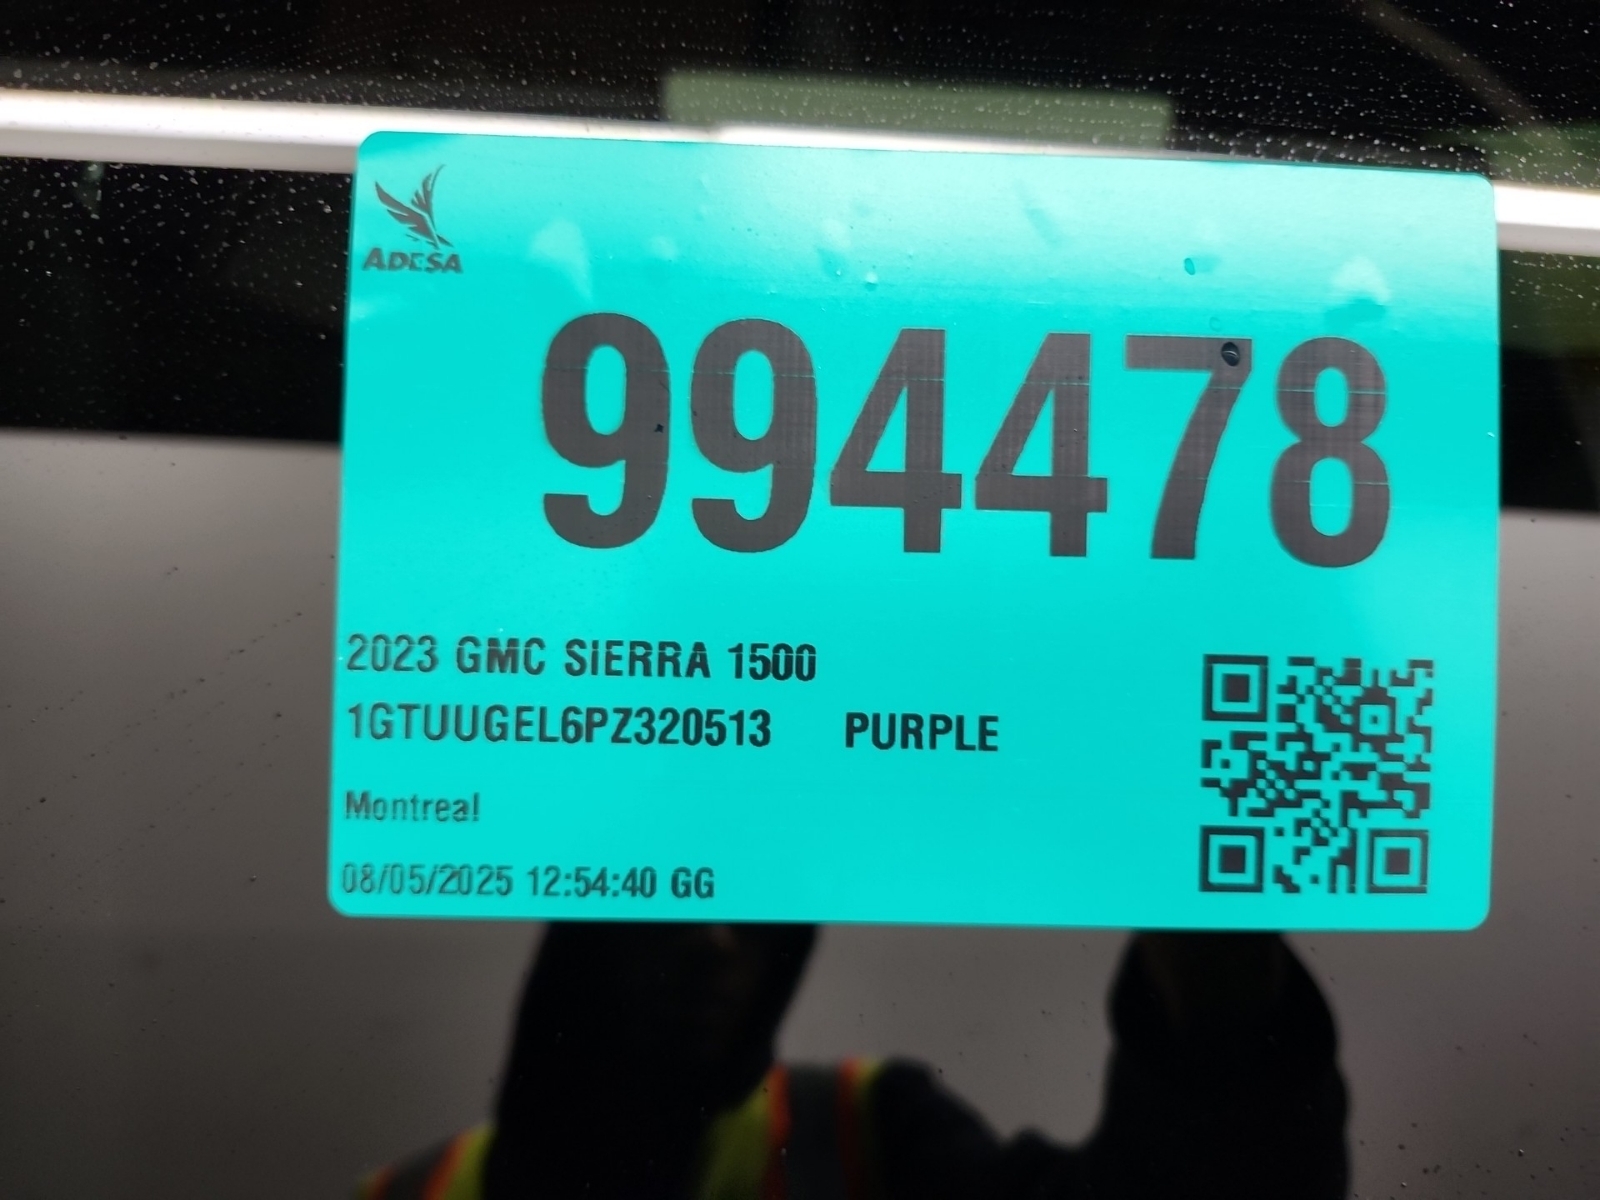 ADESA
994478
2023 GMC SIERRA 1500
1GTUUGEL6PZ320513 PURPLE
Montreal
08/05/2025 12:54:40 GG